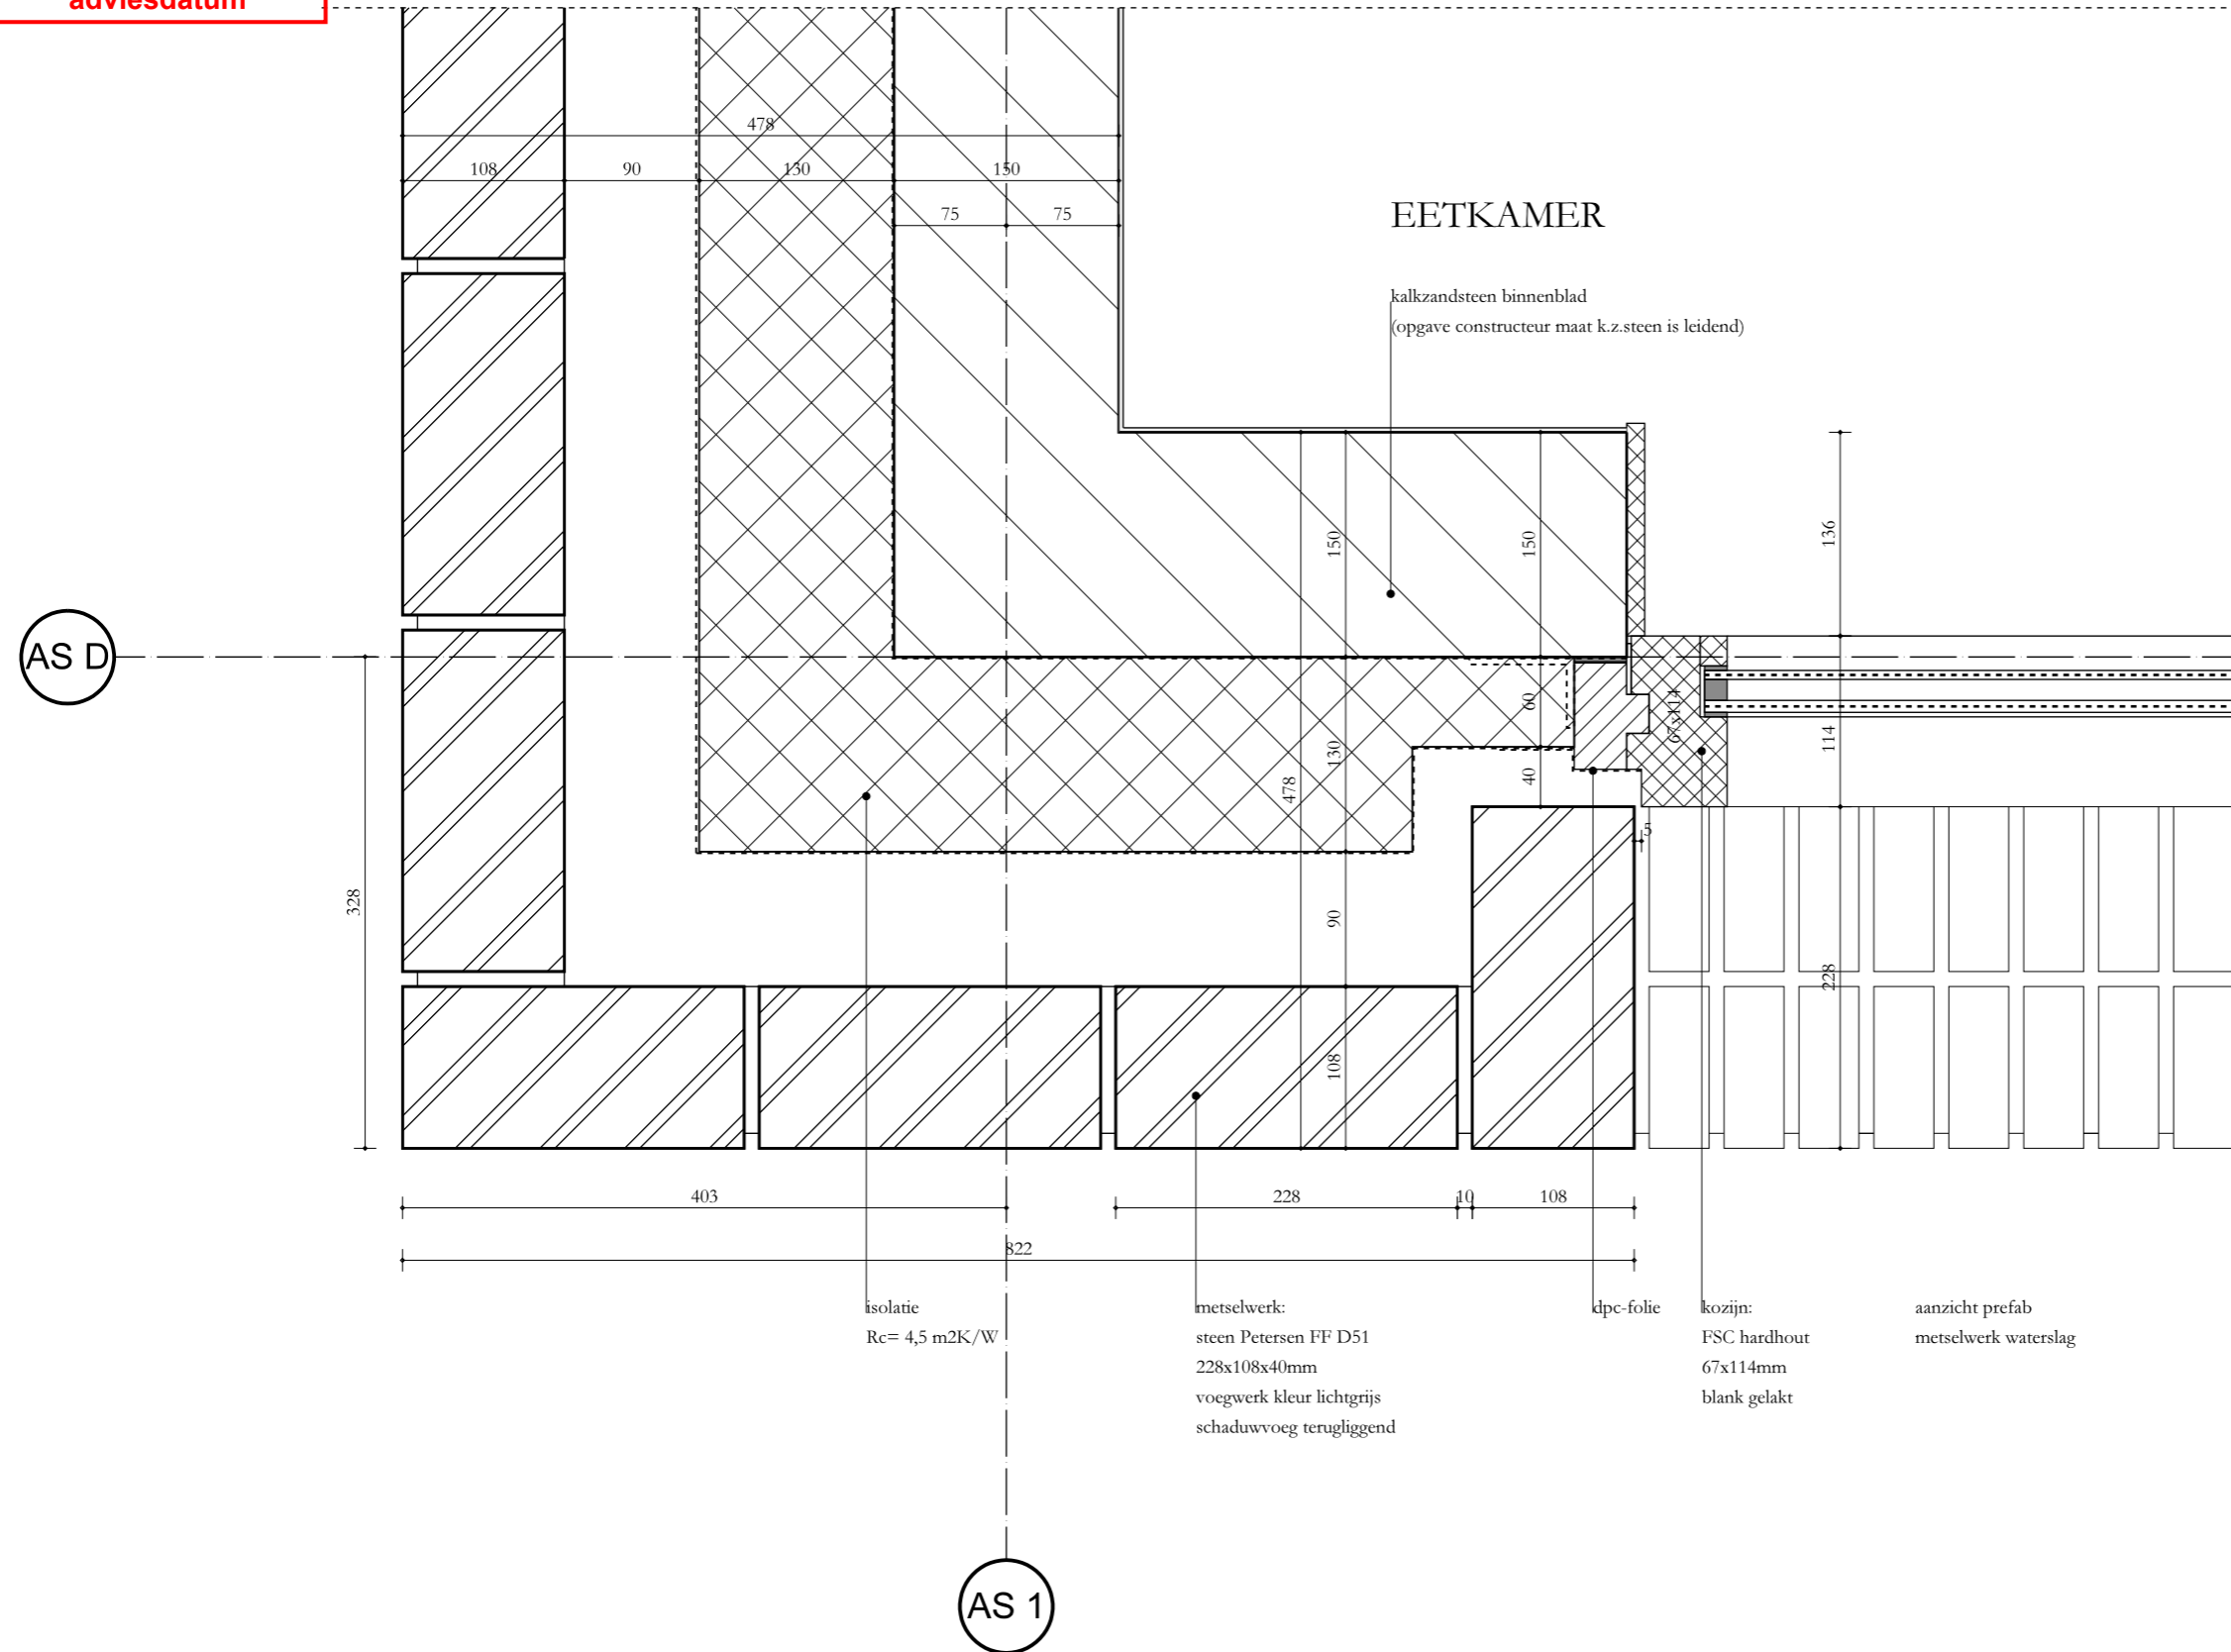 adviesdatum
478
108
90
130
150
75
75
EETKAMER
kalkzandsteen binnenblad
(opgave constructeur maat k.z.steen is leidend)
150
150
136
AS D
60
67x114
130
40
114
478
5
328
90
228
108
403
228
10
108
822
isolatie
Rc= 4,5 m2K/W
metselwerk:
steen Petersen FF D51
228x108x40mm
voegwerk kleur lichtgrijs
schaduwvoeg terugliggend
dpc-folie
kozijn:
FSC hardhout
67x114mm
blank gelakt
aanzicht prefab
metselwerk waterslag
AS 1